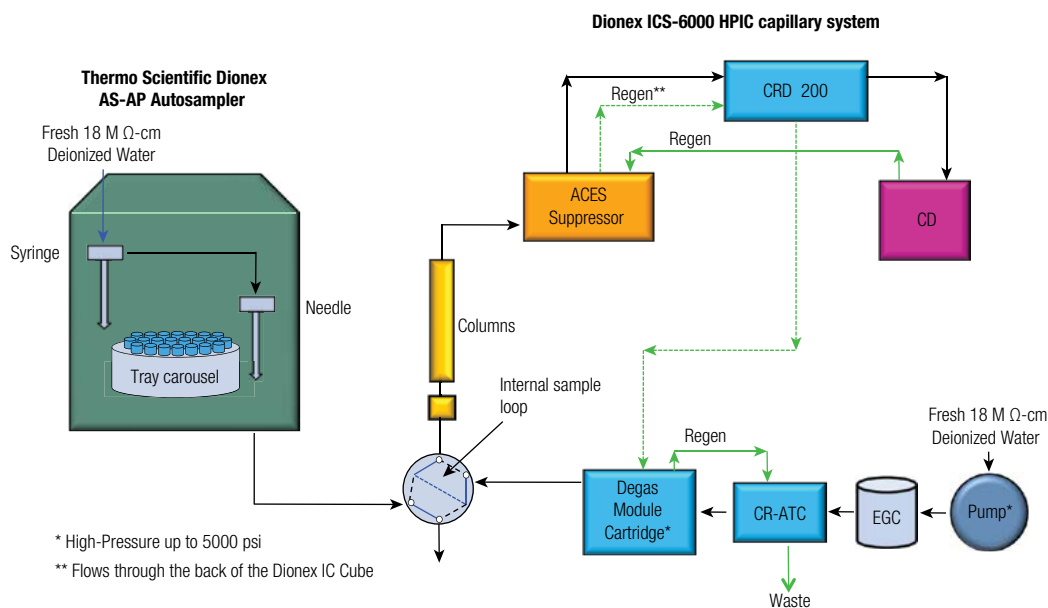 Dionex ICS-6000 HPIC capillary system
Thermo Scientific Dionex
AS-AP Autosampler
Fresh 18 M Ω-cm
Deionized Water
Syringe
Needle
Tray carousel
Regen**
CRD 200
Regen
ACES
Suppressor
CD
Columns
Internal sample
loop
Fresh 18 M Ω-cm
Deionized Water
Regen
Degas
Module
Cartridge*
CR-ATC
EGC
Pump*
Waste
* High-Pressure up to 5000 psi
** Flows through the back of the Dionex IC Cube